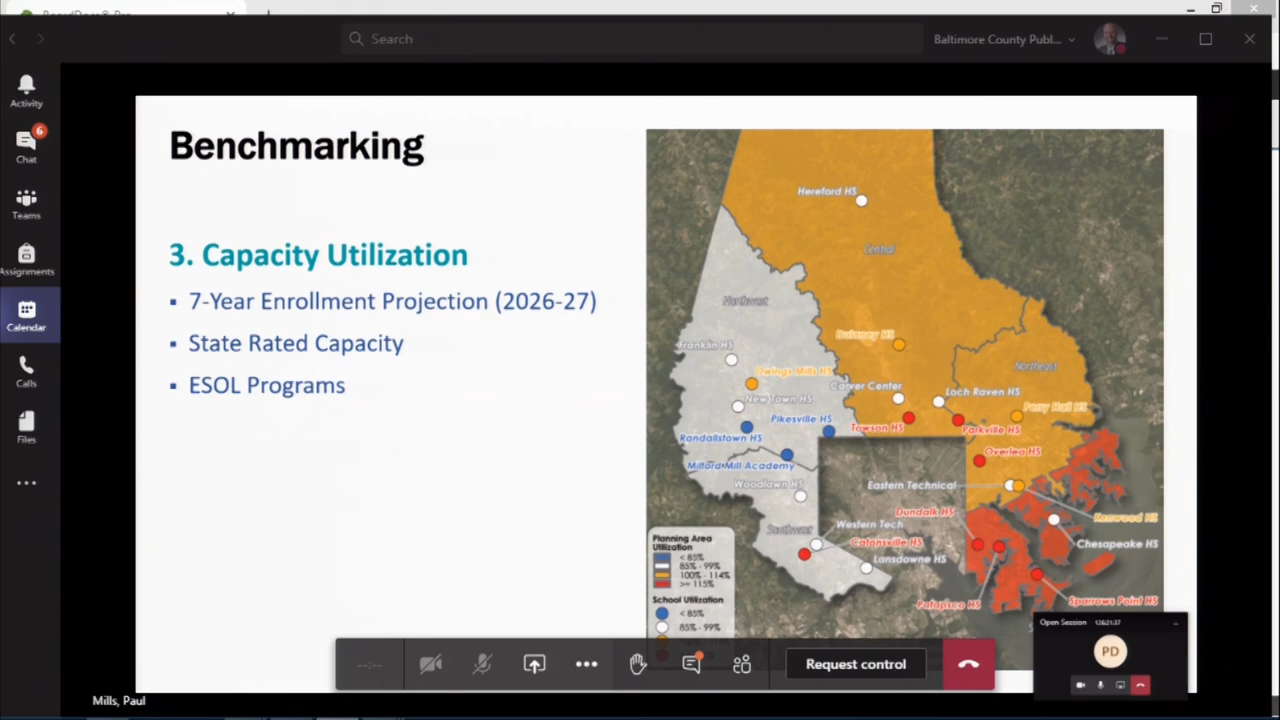 Search
Baltimore County Publ...
Activity
6
Chat
Teams
Assignments
Calendar
Calls
Files
Benchmarking
3. Capacity Utilization
7-Year Enrollment Projection (2026-27)
State Rated Capacity
ESOL Programs
Hereford HS
Central
Northwest
Dulaney HS
Franklin HS
Northeast
Owings Mills HS
Carver Center
Loch Raven HS
New Town HS
Perry Hall HS
Pikesville HS
Towson HS
Parkville HS
Randallstown HS
Overlea HS
Milford Mill Academy
Woodlawn HS
Eastern Technical
Dundalk HS
Kenwood HS
Southwest
Western Tech
Catonsville HS
Chesapeake HS
Lansdowne HS
Patapsco HS
Sparrows Point HS
Planning Area
Utilization
< 85%
85% - 99%
100% - 114%
>= 115%
School Utilization
< 85%
85% - 99%
Open Session
PD
--:--
Request control
Mills, Paul